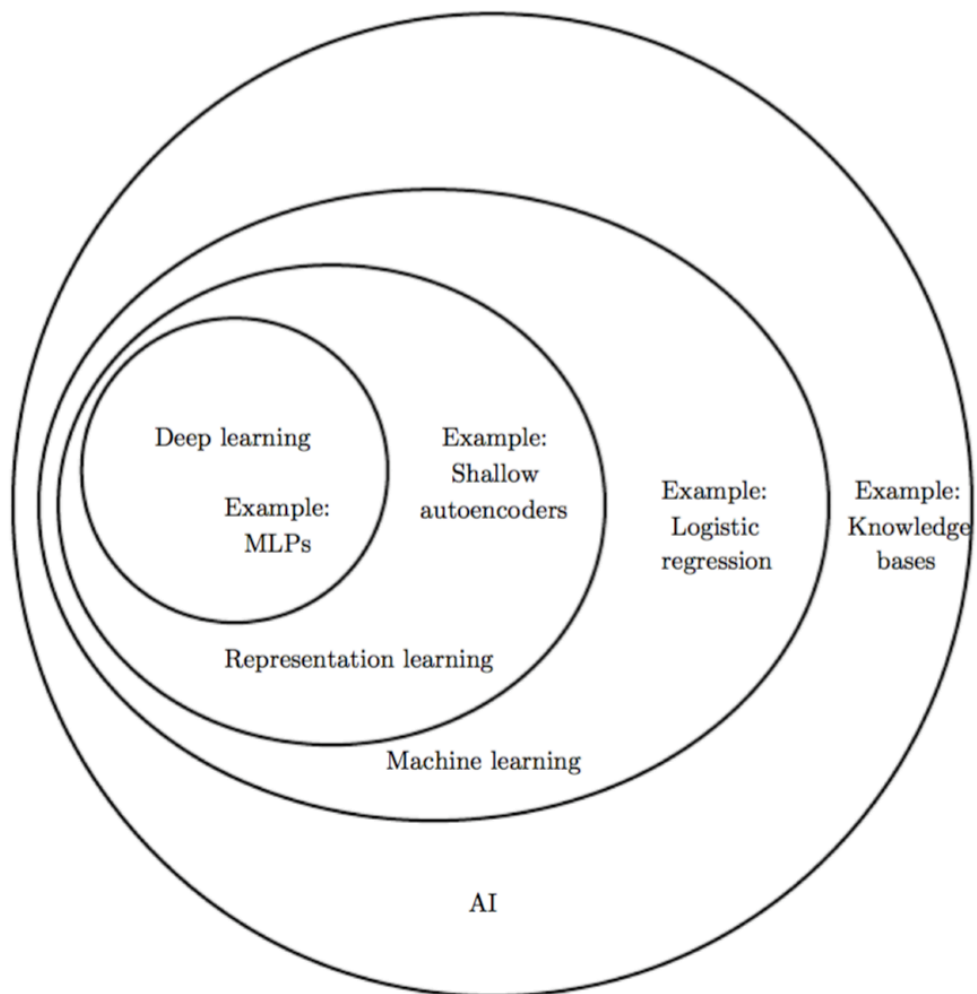 Deep learning
Example:
MLPs
Example:
Shallow
autoencoders
Example:
Logistic
regression
Example:
Knowledge
bases
Representation learning
Machine learning
AI